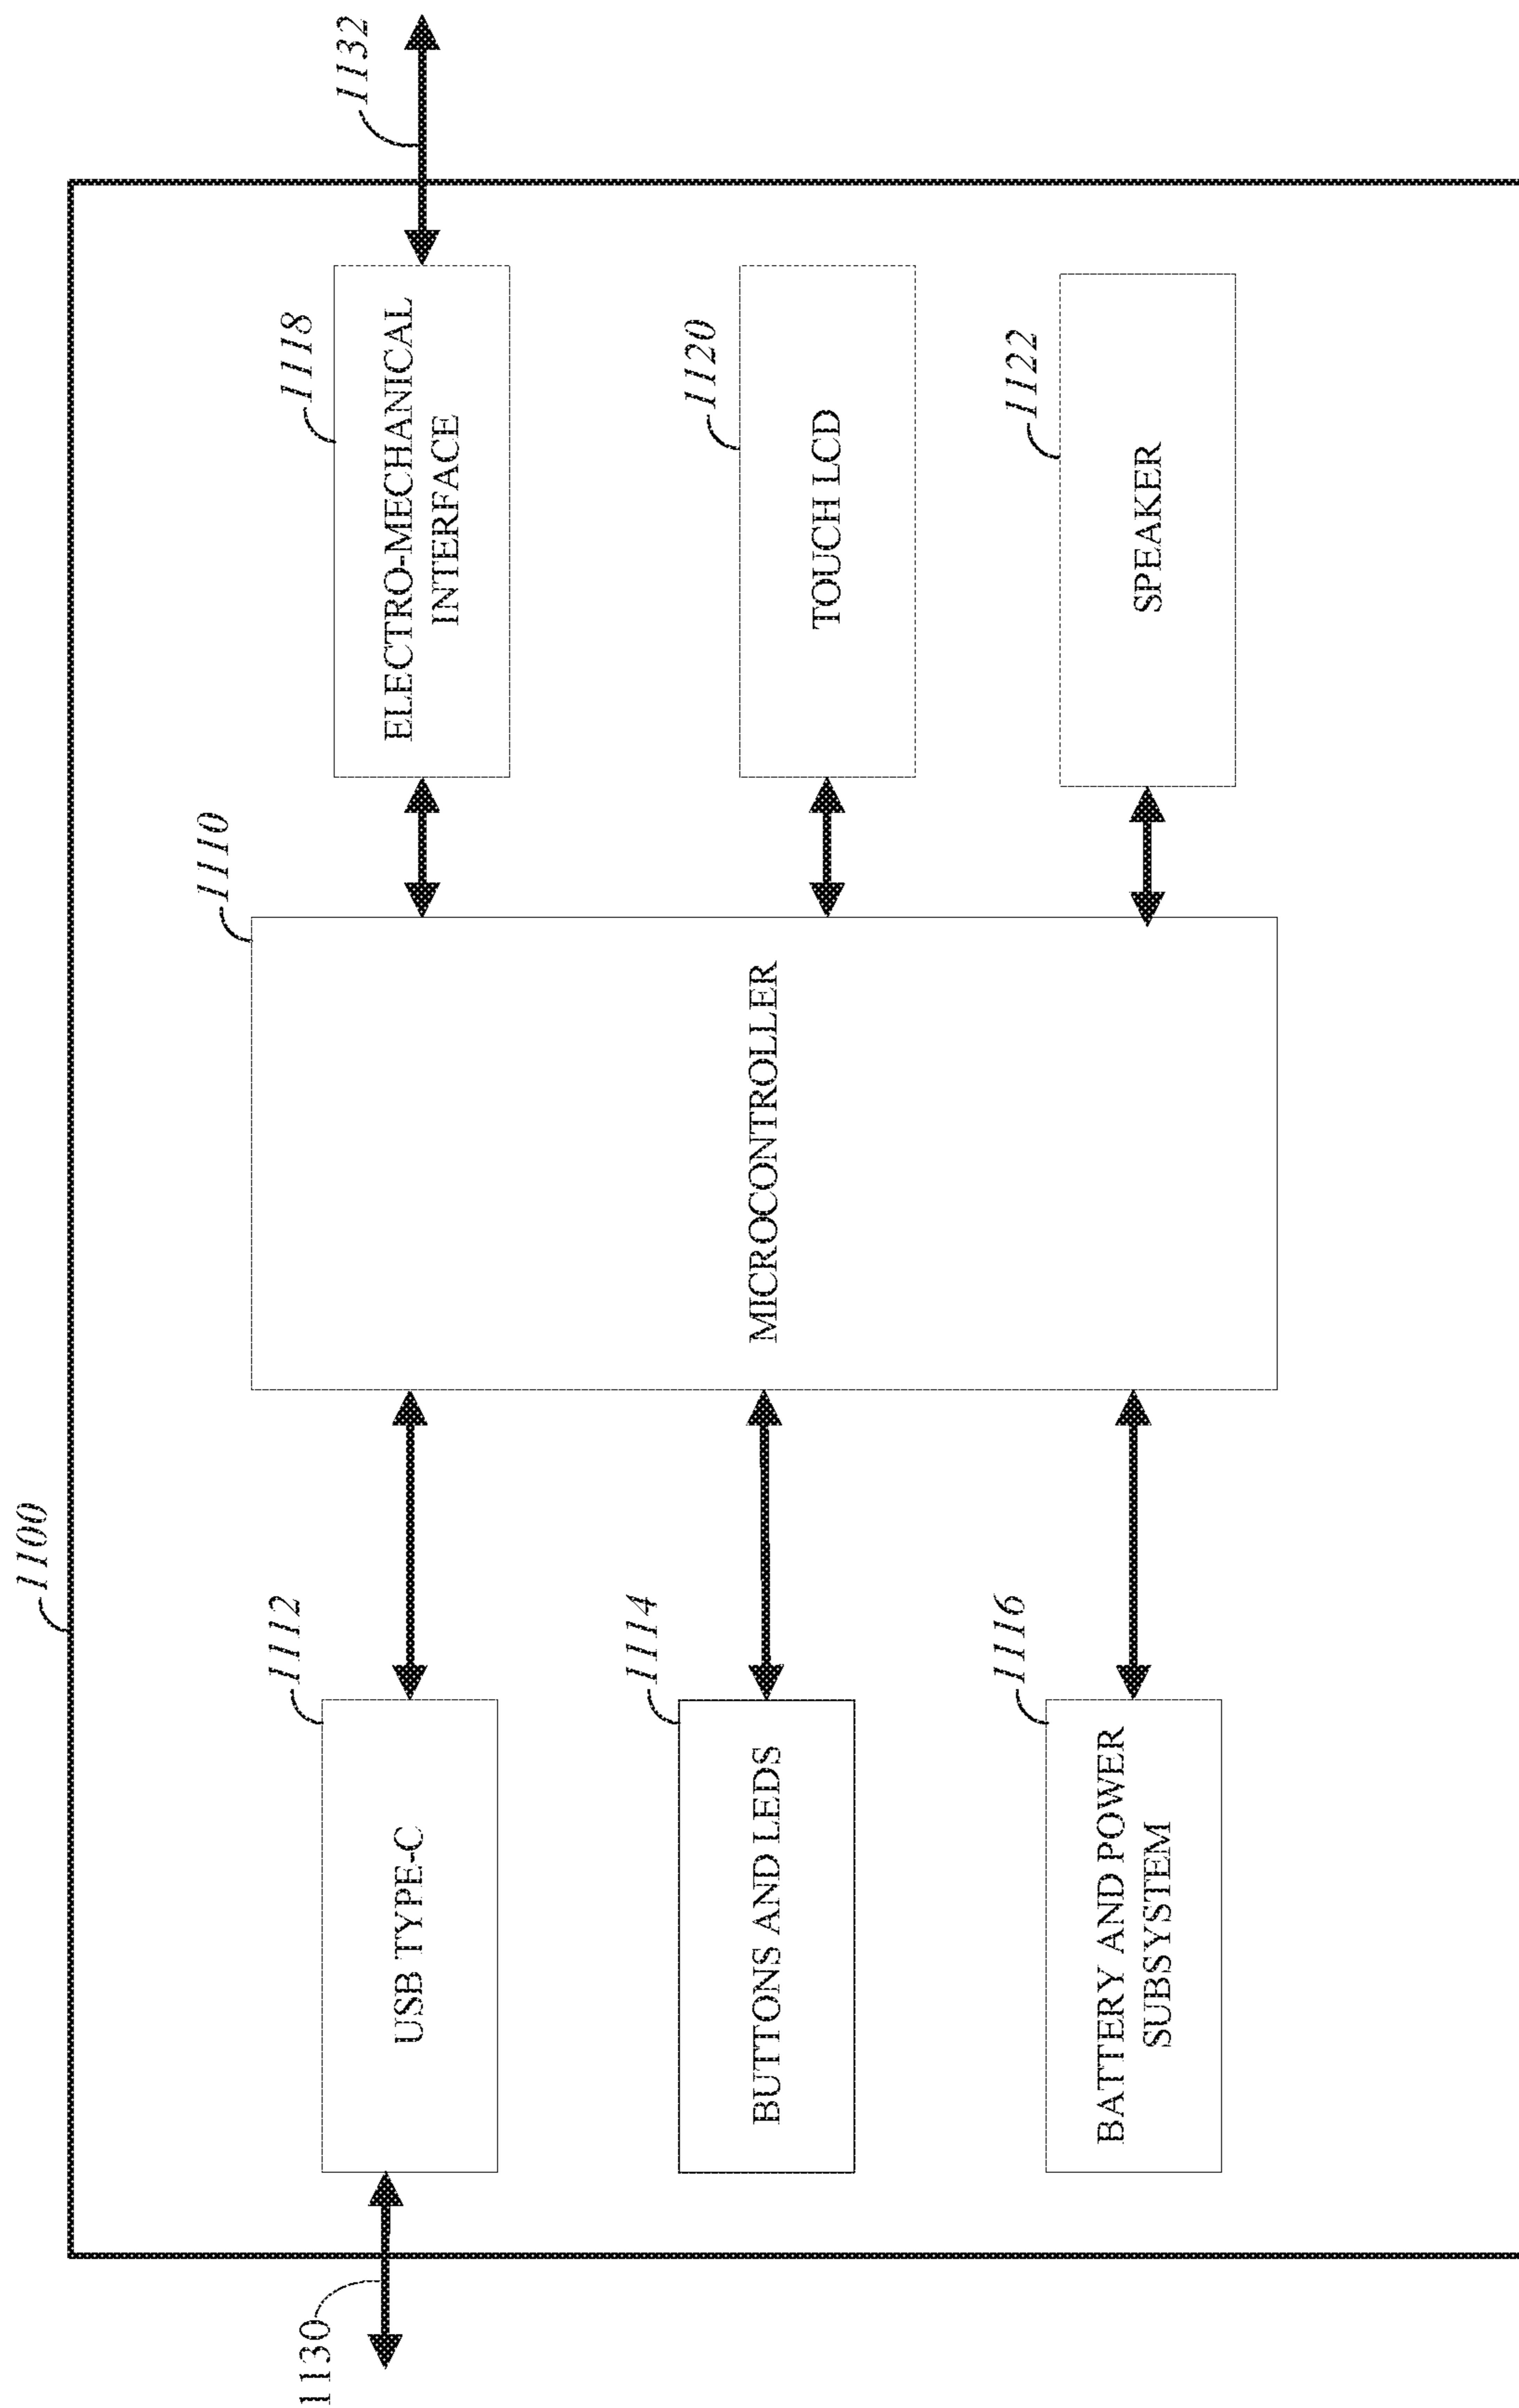 1100
1110
1112
USB TYPE-C
1118
ELECTRO-MECHANICAL
INTERFACE
1130
1132
1114
BUTTONS AND LEDS
MICROCONTROLLER
1120
TOUCH LCD
1116
BATTERY AND POWER
SUBSYSTEM
1122
SPEAKER